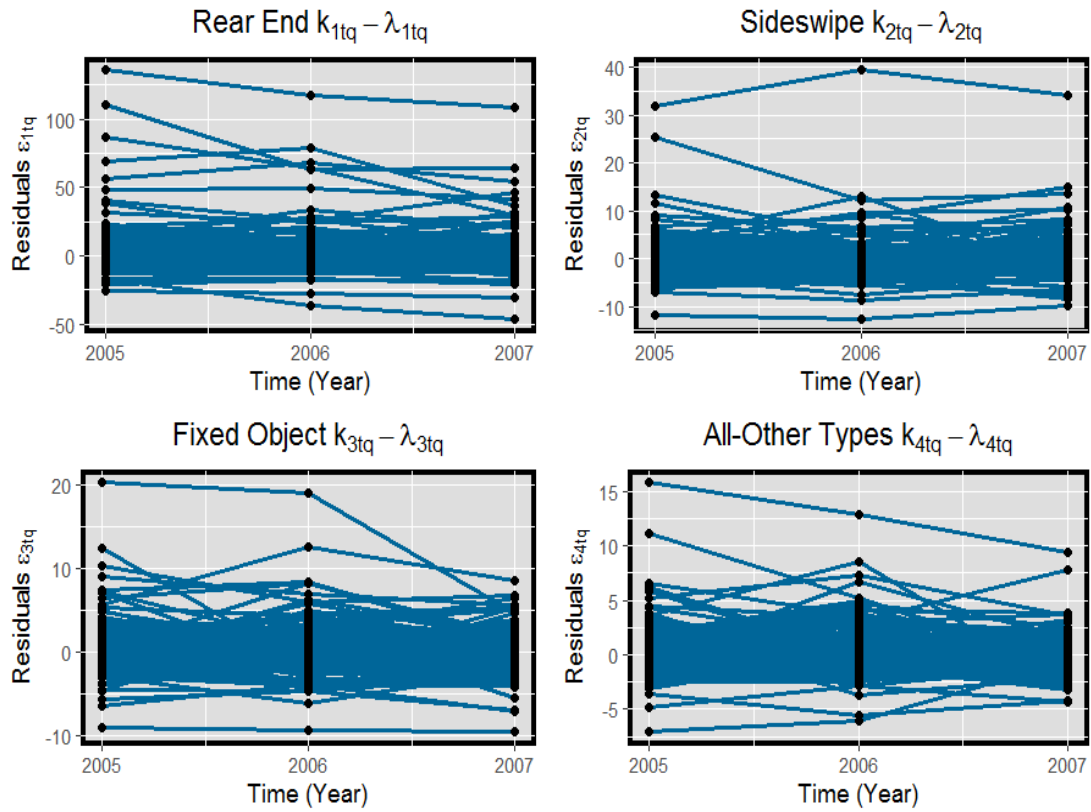 Rear End k₁tq − λ₁tq
Residuals ε₁tq
100
50
0
-50
2005 2006 2007
Time (Year)
Sideswipe k₂tq − λ₂tq
Residuals ε₂tq
40
30
20
10
0
-10
2005 2006 2007
Time (Year)
Fixed Object k₃tq − λ₃tq
Residuals ε₃tq
20
10
0
-10
2005 2006 2007
Time (Year)
All-Other Types k₄tq − λ₄tq
Residuals ε₄tq
15
10
5
0
-5
2005 2006 2007
Time (Year)